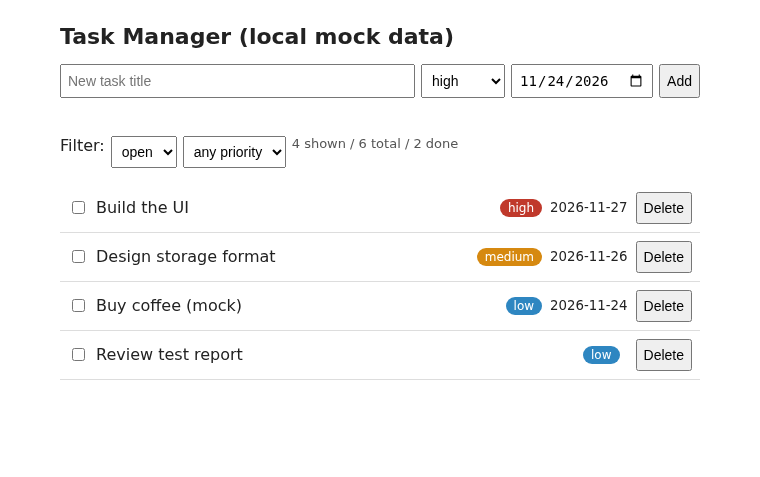 Task Manager (local mock data)
New task title high 11/24/2026 Add
Filter: open any priority 4 shown / 6 total / 2 done
Build the UI high 2026-11-27 Delete
Design storage format medium 2026-11-26 Delete
Buy coffee (mock) low 2026-11-24 Delete
Review test report low Delete